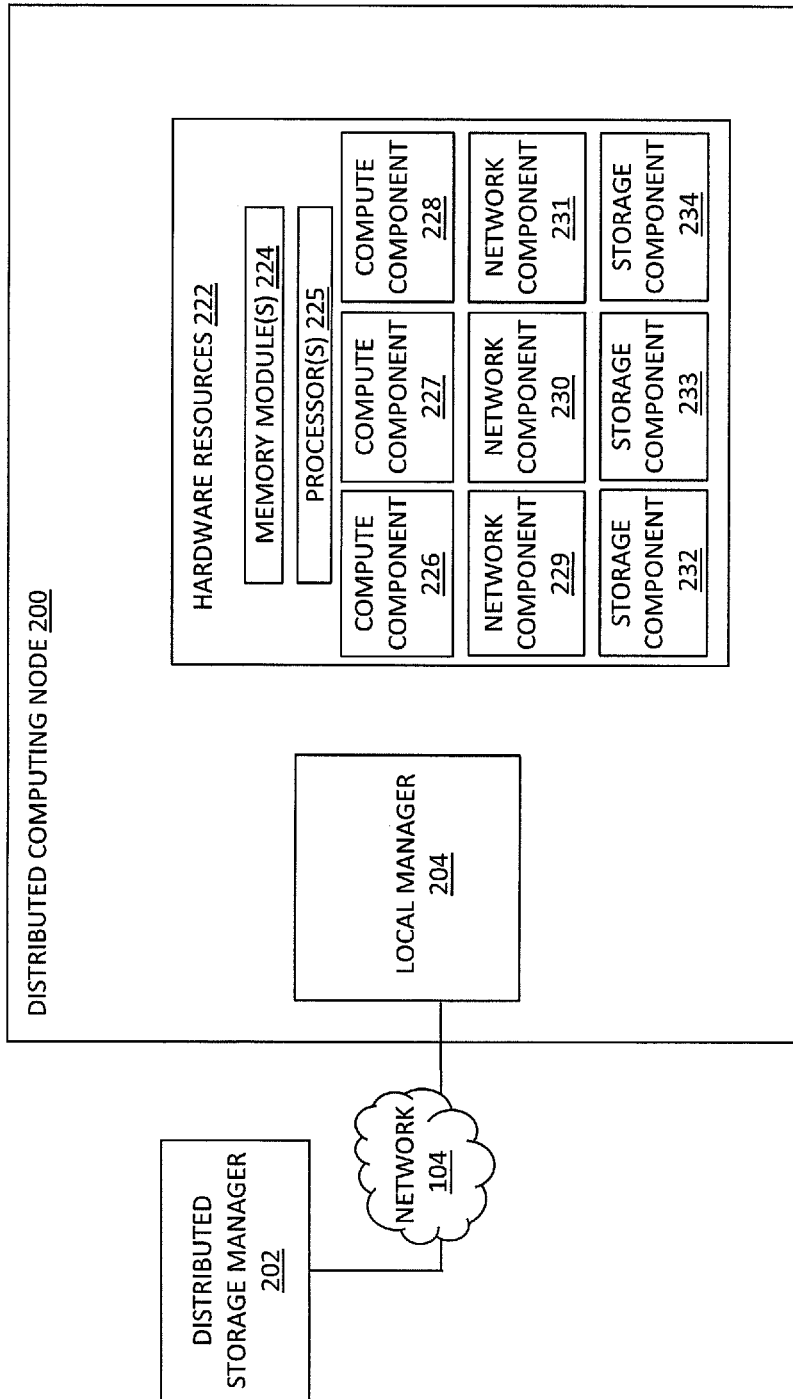 DISTRIBUTED COMPUTING NODE 200
DISTRIBUTED
STORAGE MANAGER
202
NETWORK
104
LOCAL MANAGER
204
HARDWARE RESOURCES 222
MEMORY MODULE(S) 224
PROCESSOR(S) 225
COMPUTE
COMPONENT
226
COMPUTE
COMPONENT
227
COMPUTE
COMPONENT
228
NETWORK
COMPONENT
229
NETWORK
COMPONENT
230
NETWORK
COMPONENT
231
STORAGE
COMPONENT
232
STORAGE
COMPONENT
233
STORAGE
COMPONENT
234